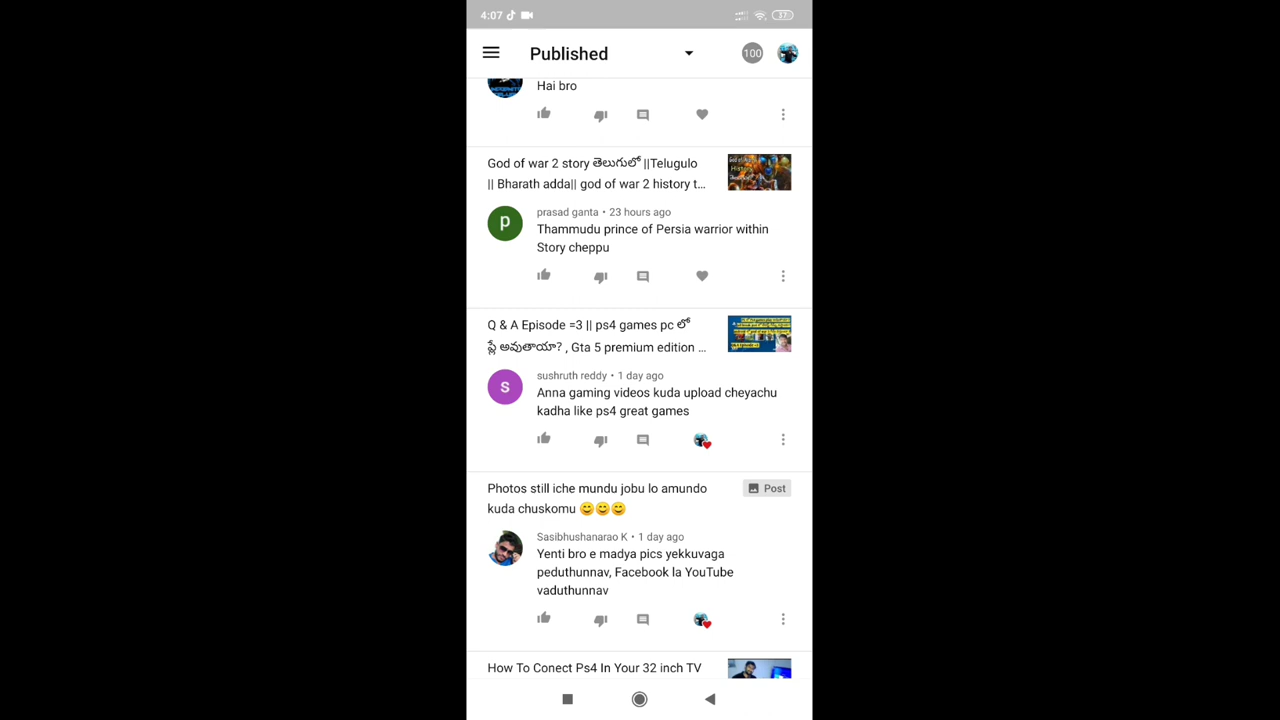 4:07
37
Published
100
Hai bro
God of war 2 story తెలుగులో ||Telugulo
|| Bharath adda|| god of war 2 history t...
prasad ganta • 23 hours ago
p
Thammudu prince of Persia warrior within
Story cheppu
Q & A Episode =3 || ps4 games pc లో
ప్లే అవుతాయా? , Gta 5 premium edition ...
sushruth reddy • 1 day ago
s
Anna gaming videos kuda upload cheyachu
kadha like ps4 great games
Photos still iche mundu jobu lo amundo
kuda chuskomu 😊😊😊
Post
Sasibhushanarao K • 1 day ago
Yenti bro e madya pics yekkuvaga
peduthunnav, Facebook la YouTube
vaduthunnav
How To Conect Ps4 In Your 32 inch TV